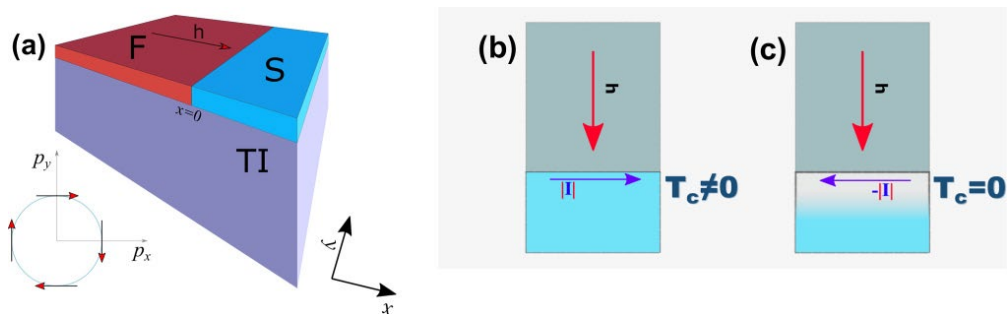 (a)
F
h
S
x=0
TI
p_y
p_x
y
x
(b)
h
|I|
T_c≠0
(c)
h
-|I|
T_c=0